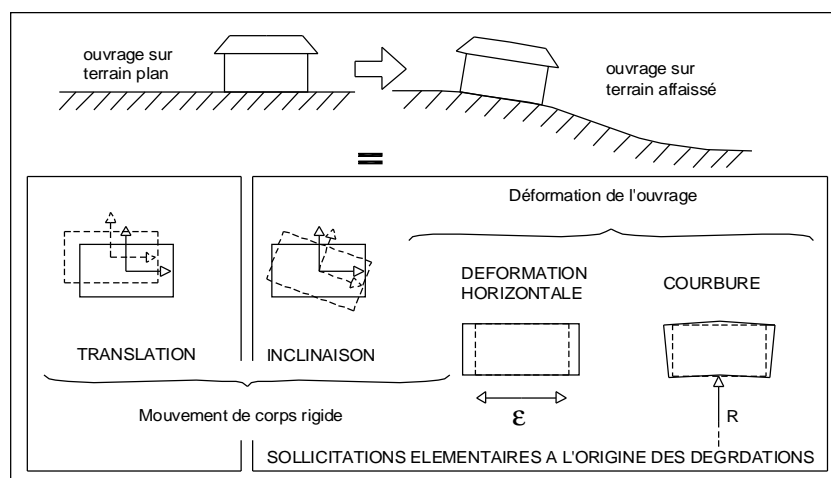 ouvrage sur
terrain plan
ouvrage sur
terrain affaissé
=
Déformation de l'ouvrage
DEFORMATION
HORIZONTALE
COURBURE
TRANSLATION
INCLINAISON
ε
R
Mouvement de corps rigide
SOLLICITATIONS ELEMENTAIRES A L'ORIGINE DES DEGRDATIONS